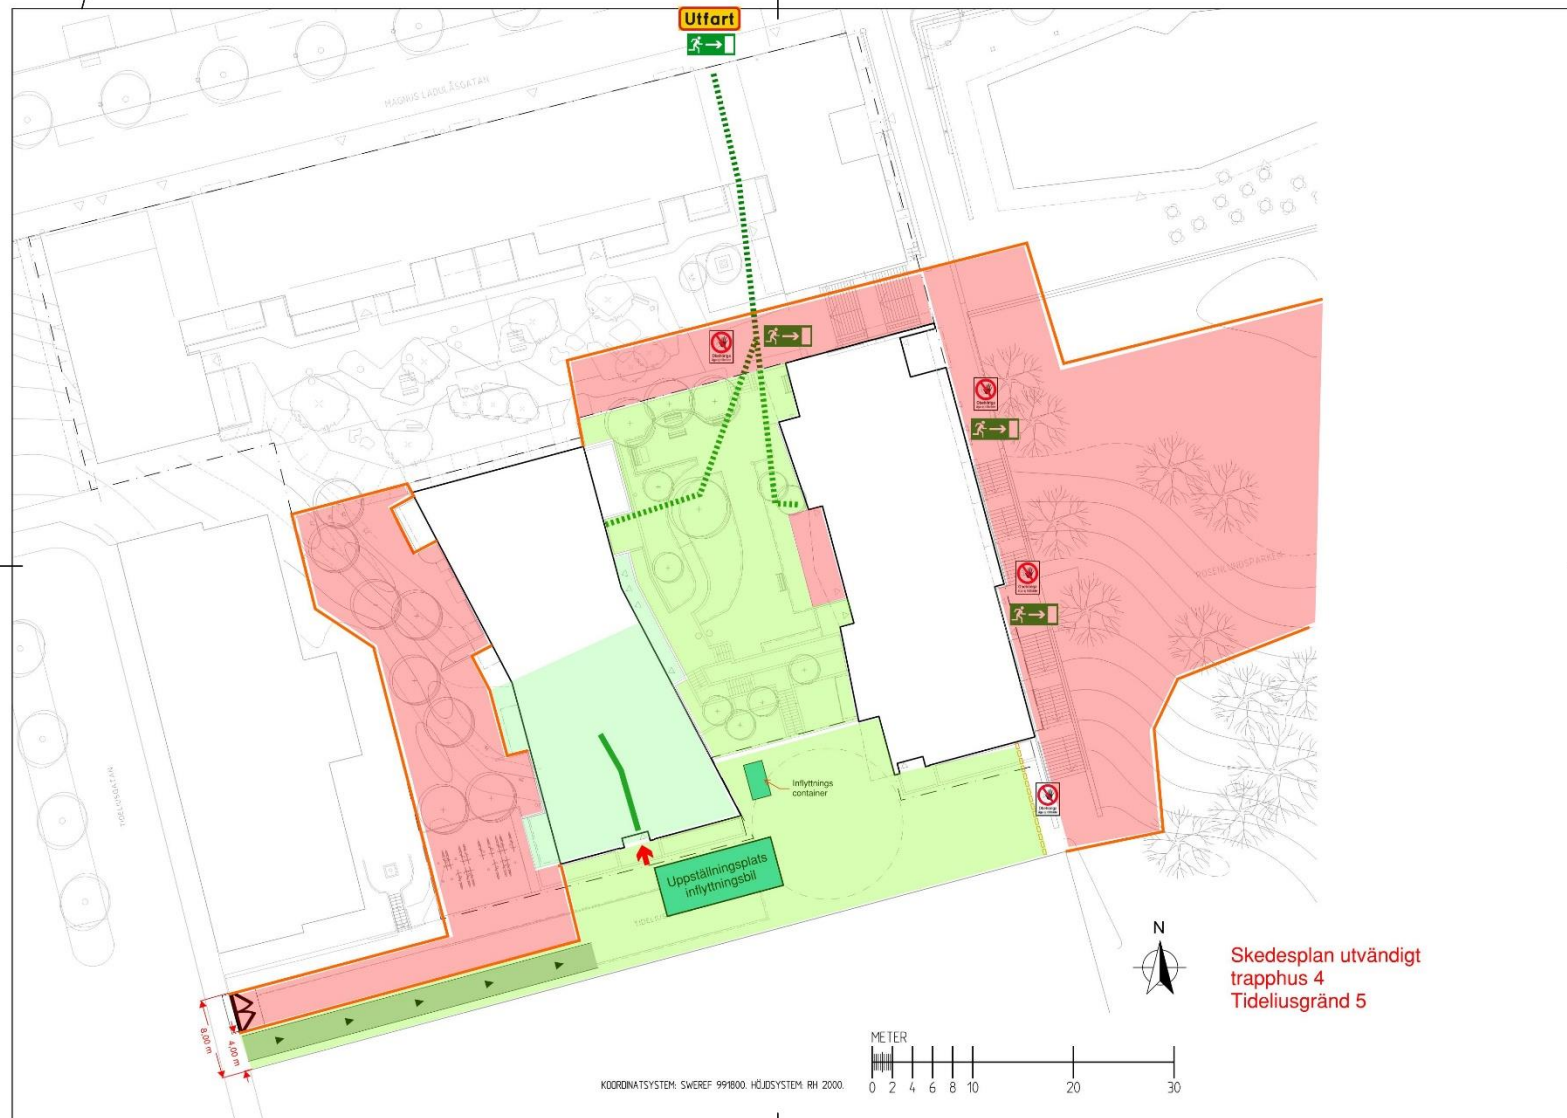 Utfart
MAGNUS LADULÅSGATAN
ROSENLUNDSPARKEN
TIDELIUSGATAN
Inflyttnings
container
Uppställningsplats
inflyttningsbil
8,00 m
4,00 m
N
Skedesplan utvändigt
trapphus 4
Tideliusgränd 5
METER
0 2 4 6 8 10 20 30
KOORDINATSYSTEM: SWEREF 991800. HÖJDSYSTEM: RH 2000.